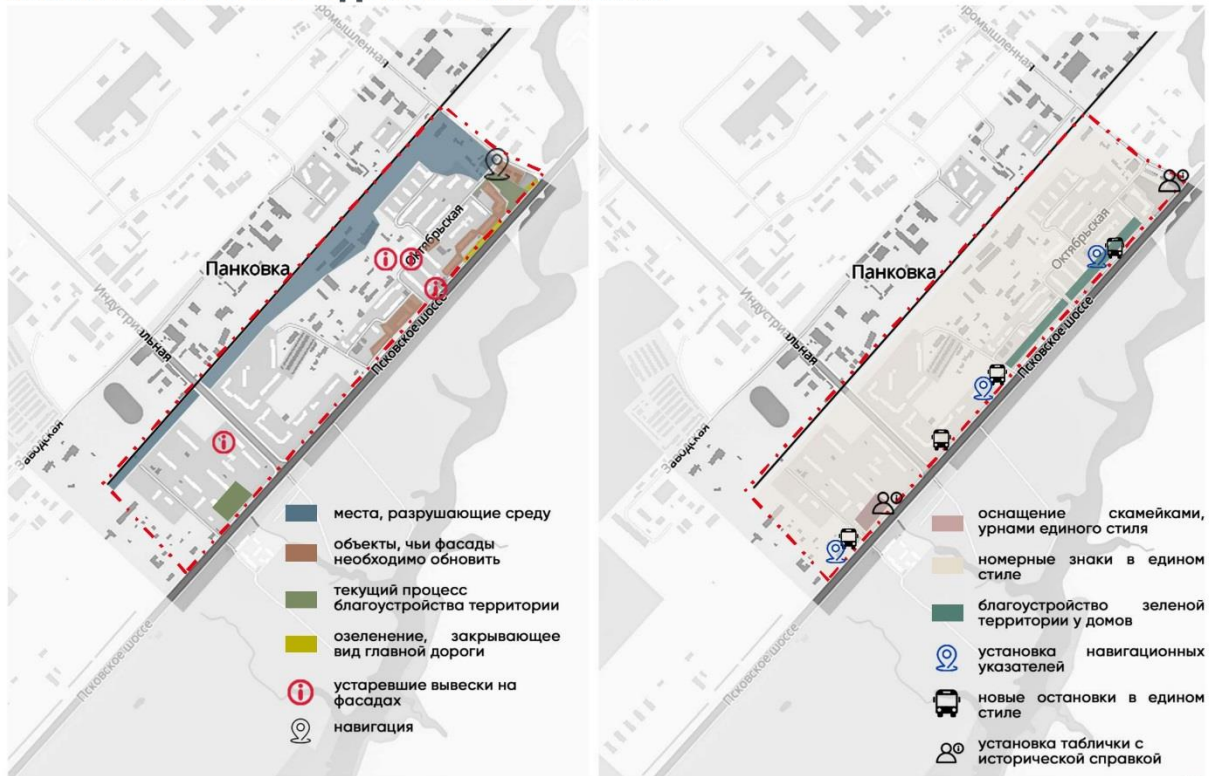 Промышленная
Октябрьская
Панковка
Индустриальная
Псковское шоссе
Заводская
Псковское шоссе
места, разрушающие среду
объекты, чьи фасады
необходимо обновить
текущий процесс
благоустройства территории
озеленение, закрывающее
вид главной дороги
устаревшие вывески на
фасадах
навигация
Промышленная
Октябрьская
Панковка
Индустриальная
Псковское шоссе
Заводская
Псковское шоссе
оснащение скамейками,
урнами единого стиля
номерные знаки в едином
стиле
благоустройство зеленой
территории у домов
установка навигационных
указателей
новые остановки в едином
стиле
установка таблички с
исторической справкой